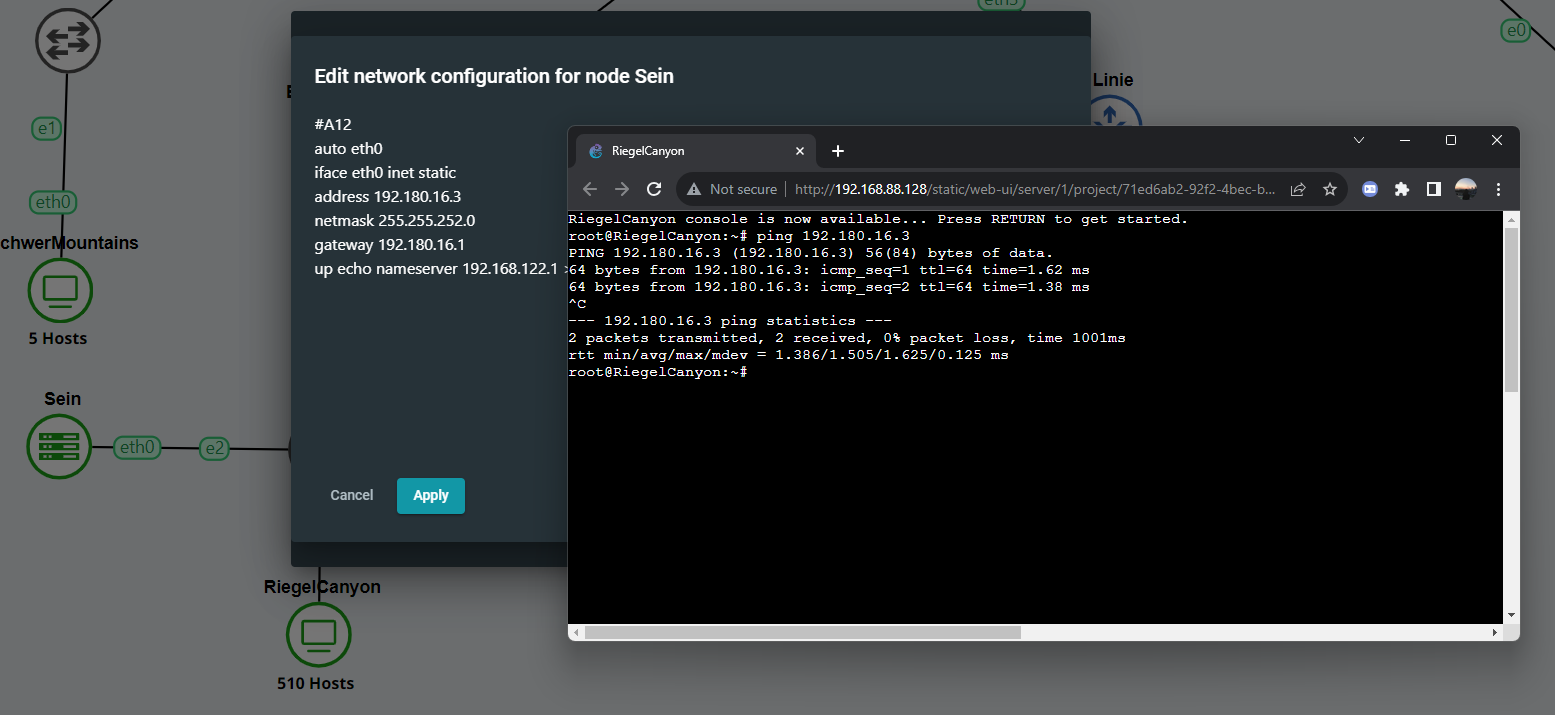 eth3
e0
e1
eth0
chwerMountains
5 Hosts
Sein
eth0
e2
Linie
RiegelCanyon
510 Hosts
Edit network configuration for node Sein
#A12
auto eth0
iface eth0 inet static
address 192.180.16.3
netmask 255.255.252.0
gateway 192.180.16.1
up echo nameserver 192.168.122.1 >
Cancel
Apply
RiegelCanyon
Not secure
http://192.168.88.128/static/web-ui/server/1/project/71ed6ab2-92f2-4bec-b...
RiegelCanyon console is now available... Press RETURN to get started.
root@RiegelCanyon:~# ping 192.180.16.3
PING 192.180.16.3 (192.180.16.3) 56(84) bytes of data.
64 bytes from 192.180.16.3: icmp_seq=1 ttl=64 time=1.62 ms
64 bytes from 192.180.16.3: icmp_seq=2 ttl=64 time=1.38 ms
^C
--- 192.180.16.3 ping statistics ---
2 packets transmitted, 2 received, 0% packet loss, time 1001ms
rtt min/avg/max/mdev = 1.386/1.505/1.625/0.125 ms
root@RiegelCanyon:~#